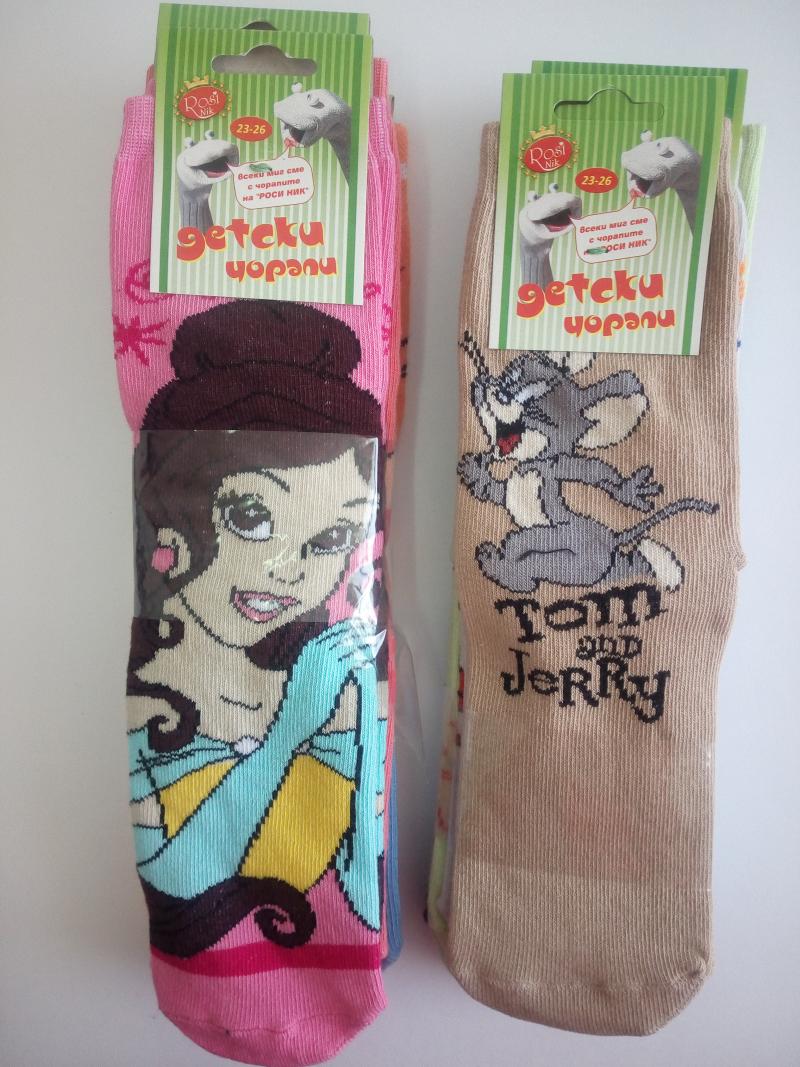 Rosi
Nik
23-26
Всеки миг сме
с чорапите
на "РОСИ НИК"
детски
чорапи
Rosi
Nik
23-26
Всеки миг сме
с чорапите
РОСИ НИК"
детски
чорапи
Tom
and
Jerry